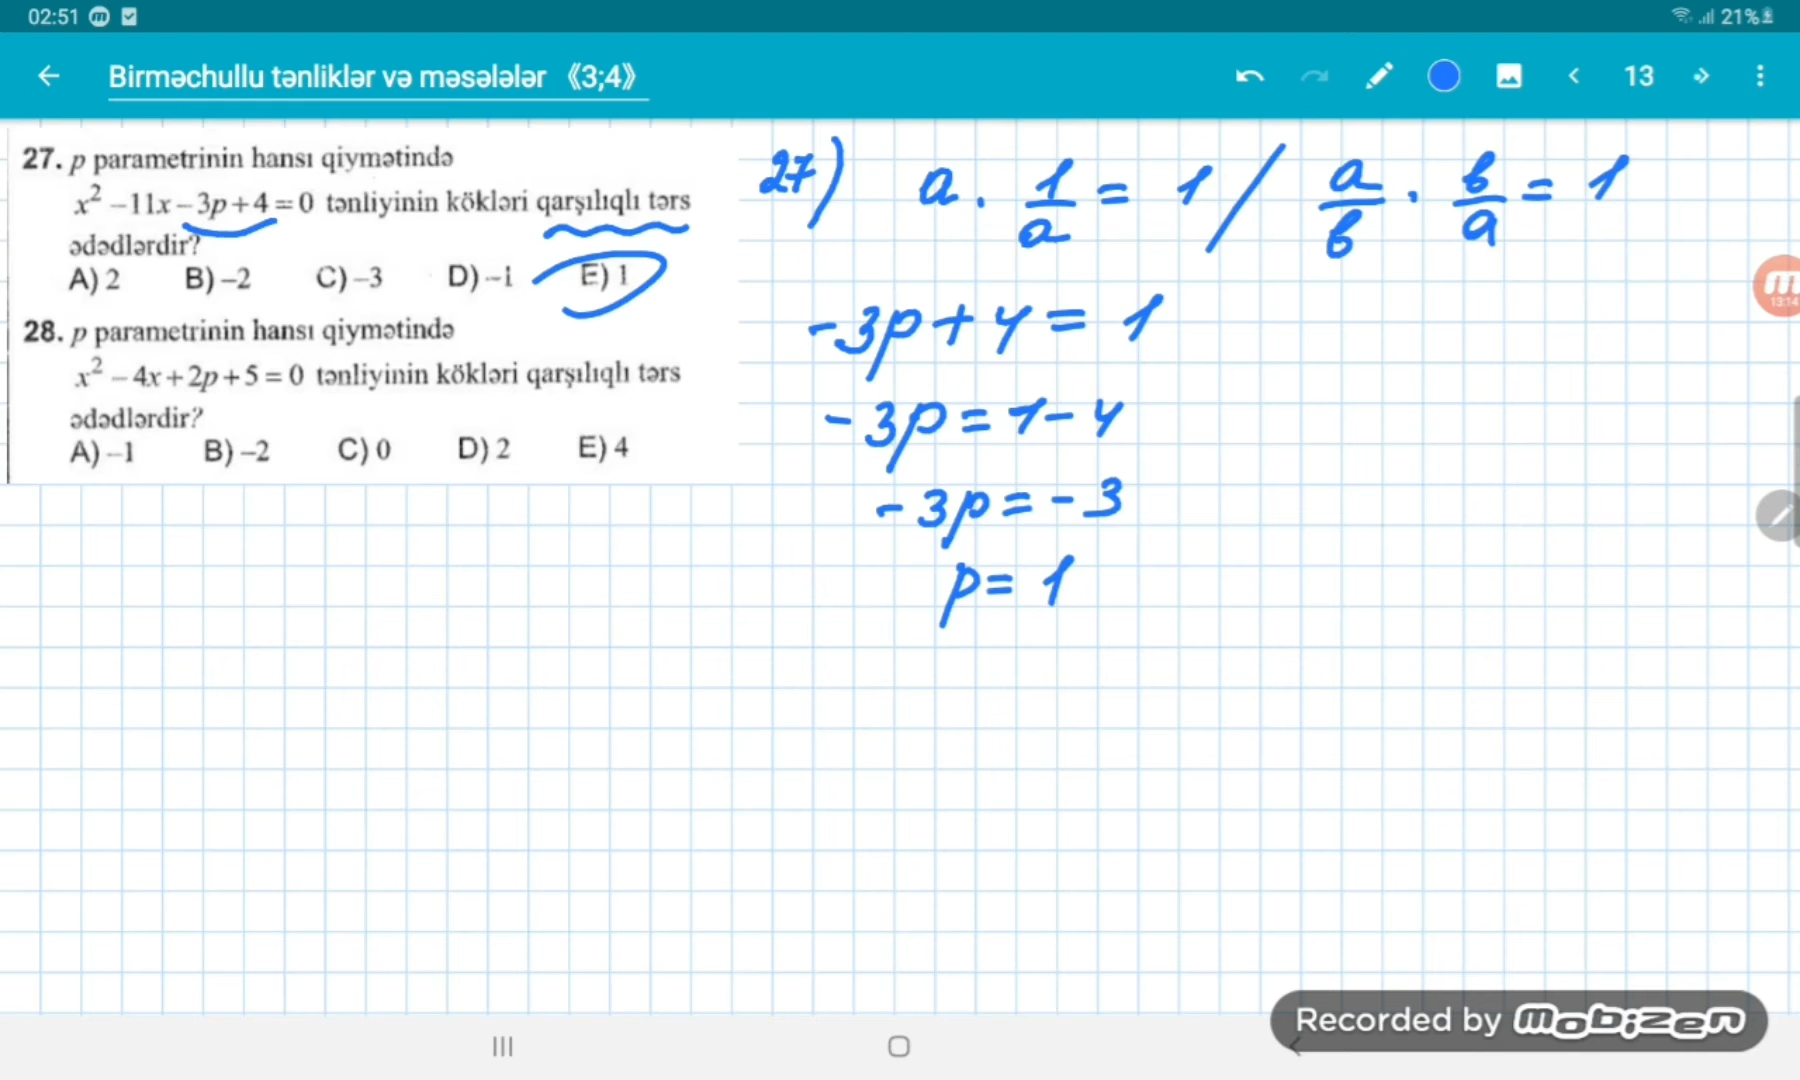 02:51
21%
Birməchullu tənliklər və məsələlər 《3;4》
13
27. p parametrinin hansı qiymətində
x² – 11x – 3p + 4 = 0 tənliyinin kökləri qarşılıqlı tərs
ədədlərdir?
A) 2 B) –2 C) –3 D) –1 E) 1
28. p parametrinin hansı qiymətində
x² – 4x + 2p + 5 = 0 tənliyinin kökləri qarşılıqlı tərs
ədədlərdir?
A) –1 B) –2 C) 0 D) 2 E) 4
27) a · 1/a = 1 / a/b · b/a = 1
-3p + 4 = 1
-3p = 1 - 4
-3p = -3
p = 1
13:14
Recorded by Mobizen